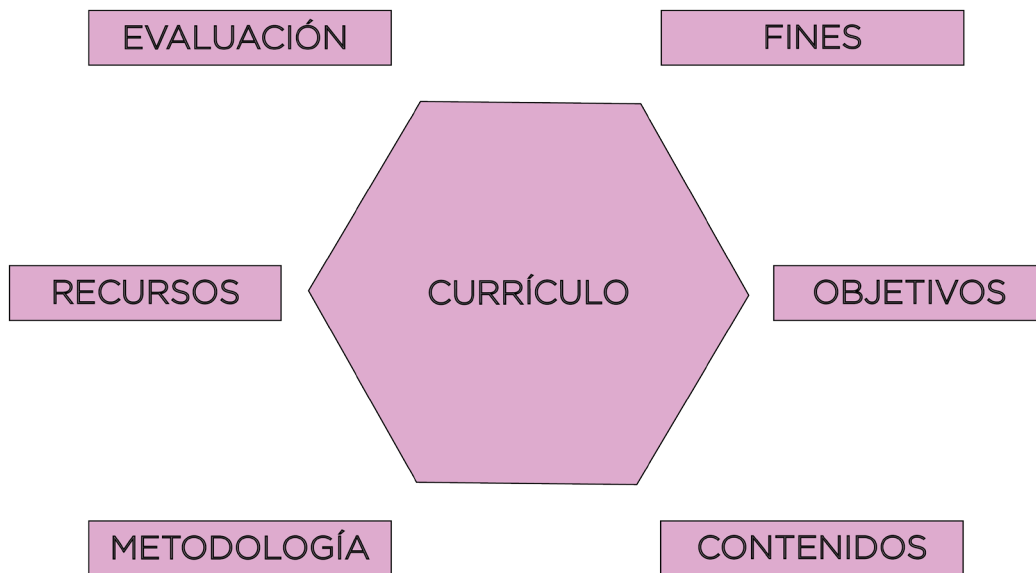 EVALUACIÓN
FINES
RECURSOS
CURRÍCULO
OBJETIVOS
METODOLOGÍA
CONTENIDOS